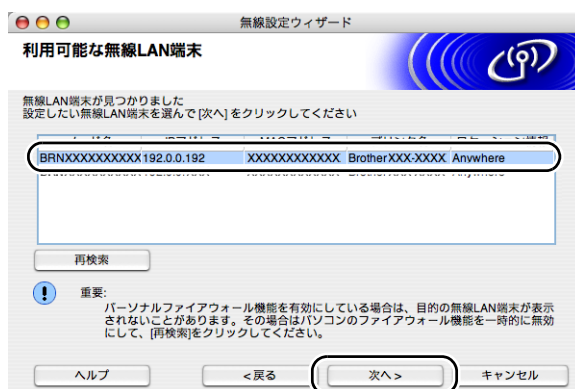 無線設定ウィザード
利用可能な無線LAN端末
無線LAN端末が見つかりました
設定したい無線LAN端末を選んで [次へ] をクリックしてください
BRNXXXXXXXXXX 192.0.0.192 XXXXXXXXXXXX BrotherXXX-XXXX Anywhere
再検索
重要:
パーソナルファイアウォール機能を有効にしている場合は、目的の無線LAN端末が表示
されないことがあります。その場合はパソコンのファイアウォール機能を一時的に無効
にして、[再検索]をクリックしてください。
ヘルプ
<戻る
次へ>
キャンセル